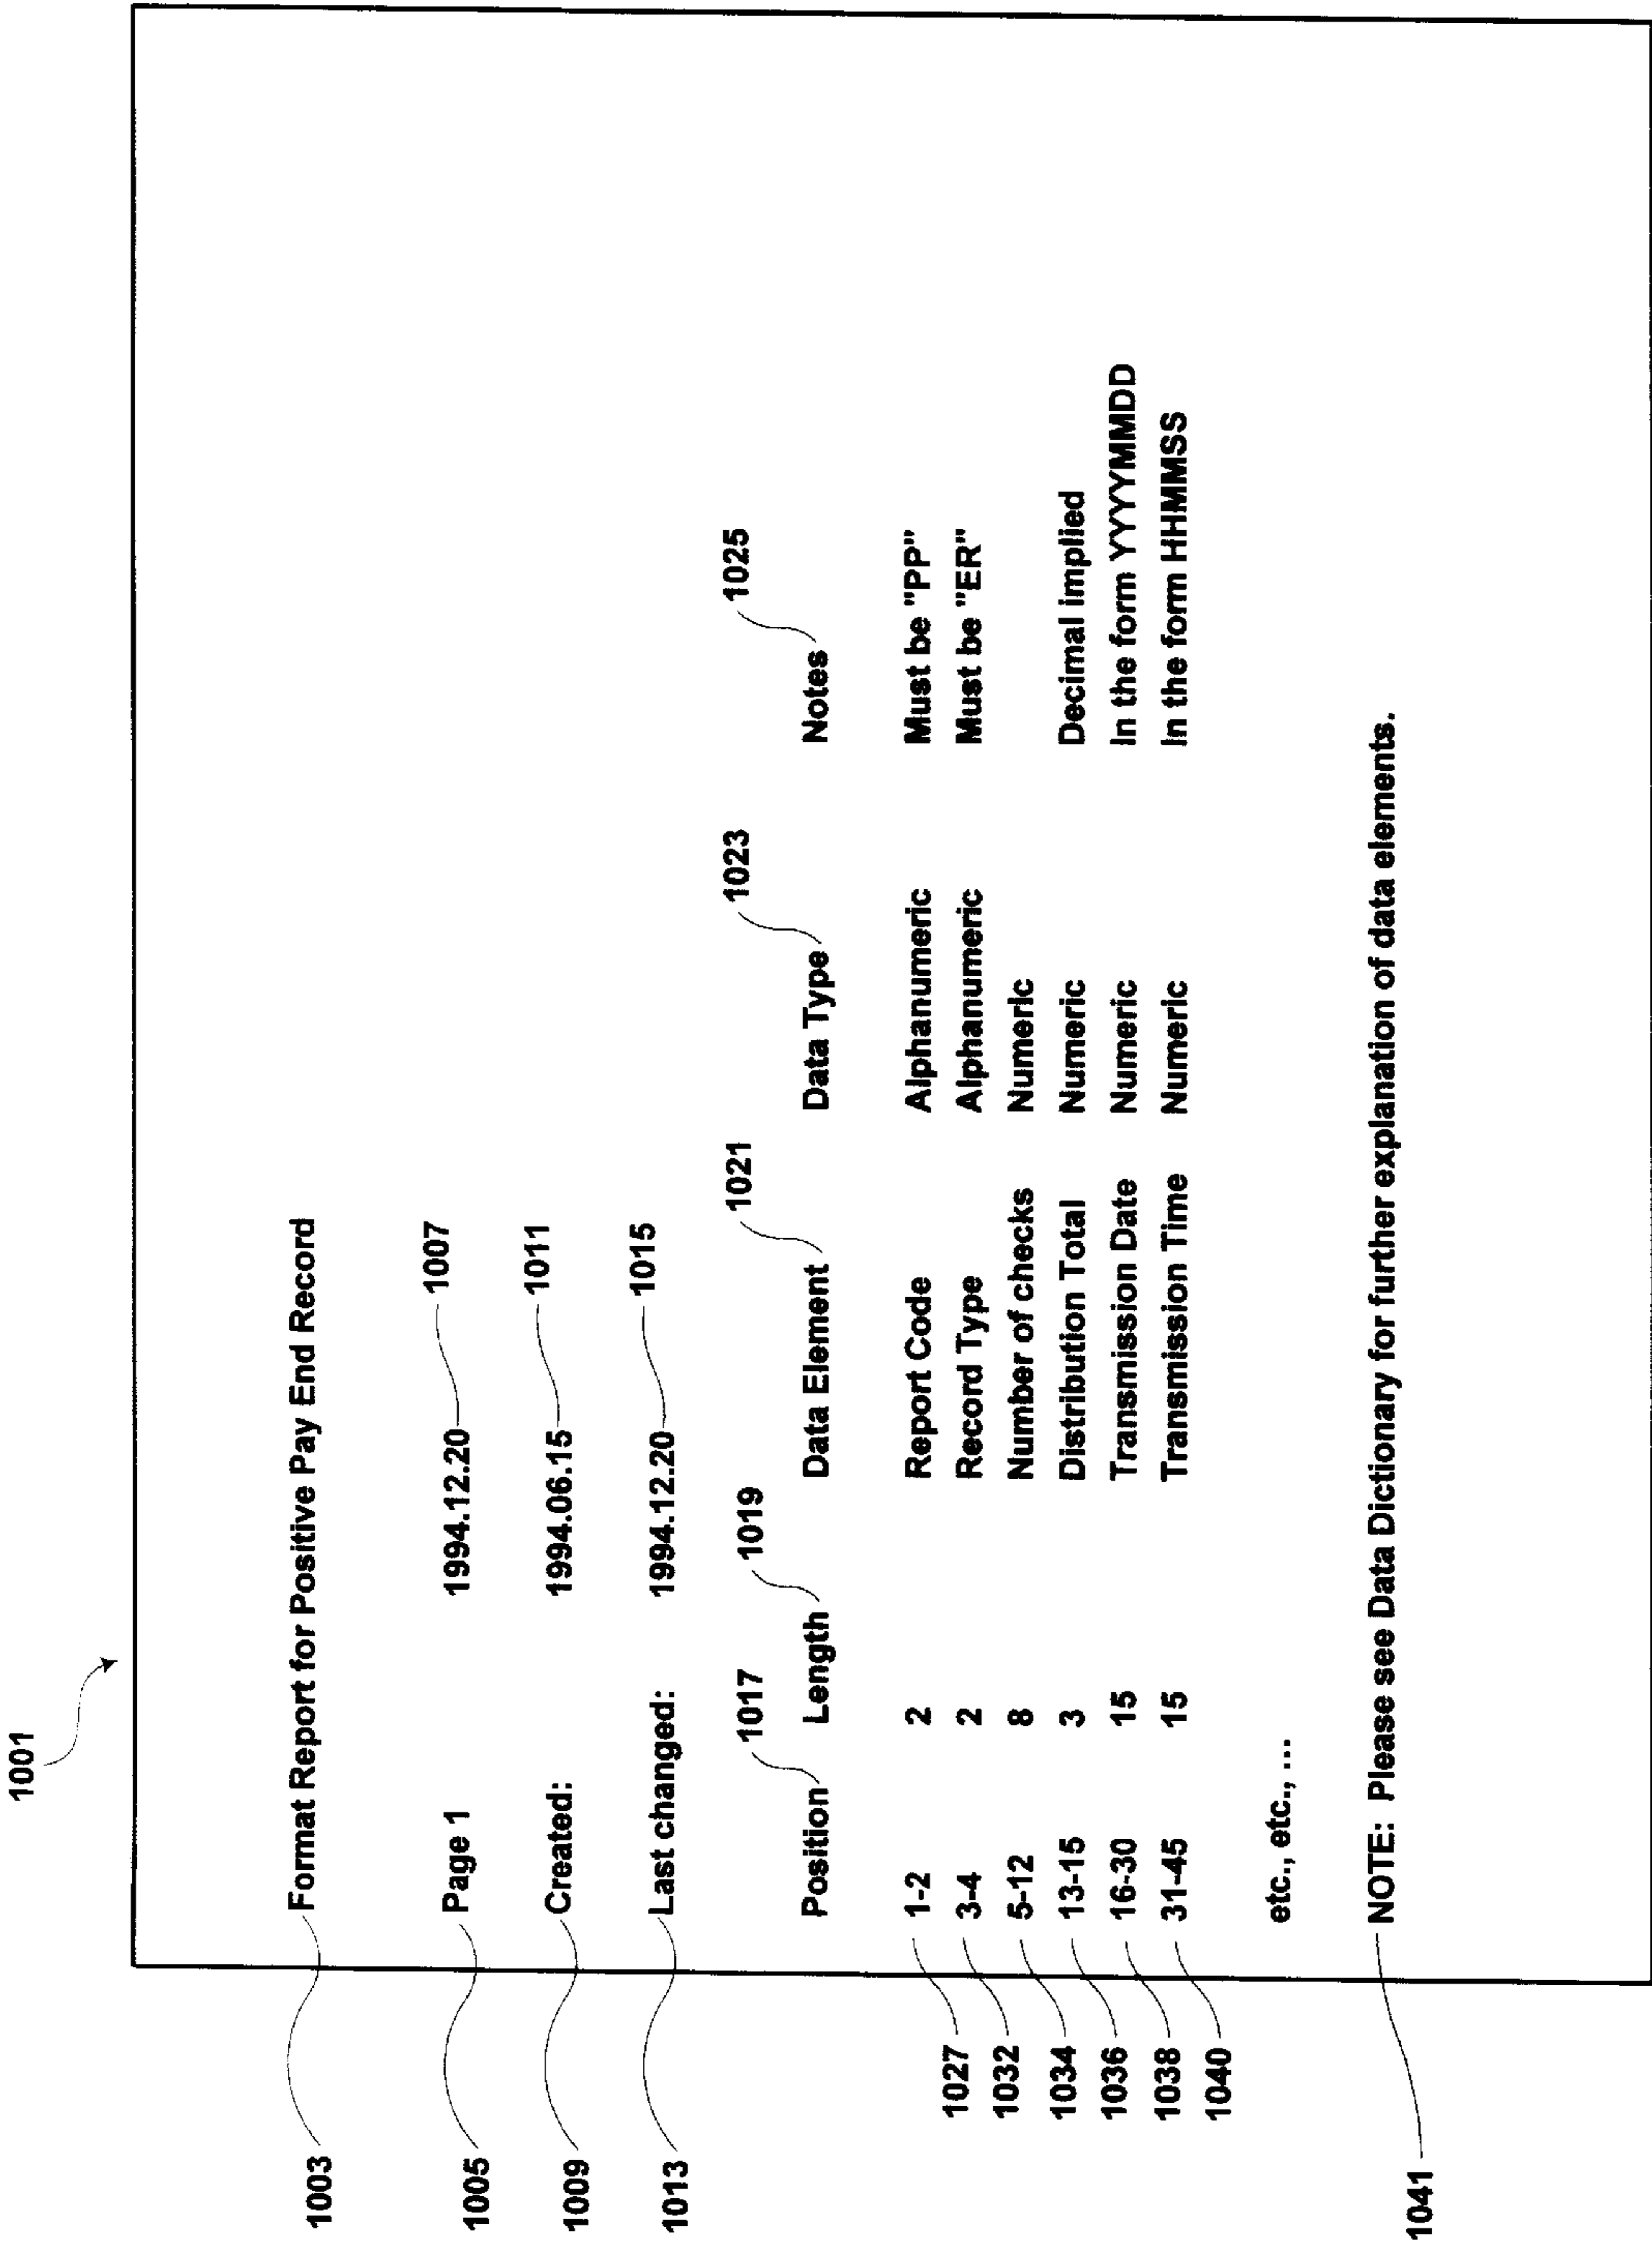 1001
1003 Format Report for Positive Pay End Record
1005 Page 1 1994.12.20 1007
1009 Created: 1994.06.15 1011
1013 Last changed: 1994.12.20 1015
1017 1019 1021 1023 1025
Position Length Data Element Data Type Notes
1027 1-2 2 Report Code Alphanumeric Must be "PP"
1032 3-4 2 Record Type Alphanumeric Must be "ER"
1034 5-12 8 Number of checks Numeric
1036 13-15 3 Distribution Total Numeric Decimal implied
1038 16-30 15 Transmission Date Numeric In the form YYYYMMDD
1040 31-45 15 Transmission Time Numeric In the form HHMMSS
etc., etc., ...
1041 NOTE: Please see Data Dictionary for further explanation of data elements.